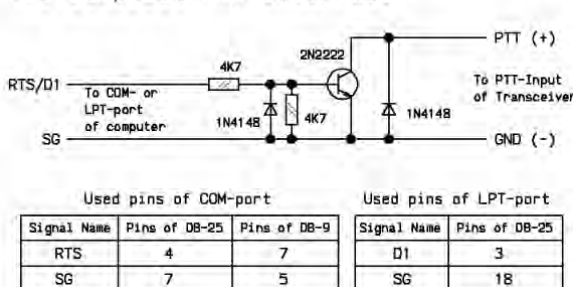 PTT (+)
2N2222
4K7
RTS/D1
To COM- or
LPT-port
of computer
To PTT-Input
of Transceiver
1N4148
4K7
1N4148
SG
GND (-)
Used pins of COM-port
Used pins of LPT-port
Signal Name Pins of DB-25 Pins of DB-9
Signal Name Pins of DB-25
RTS 4 7
D1 3
SG 7 5
SG 18